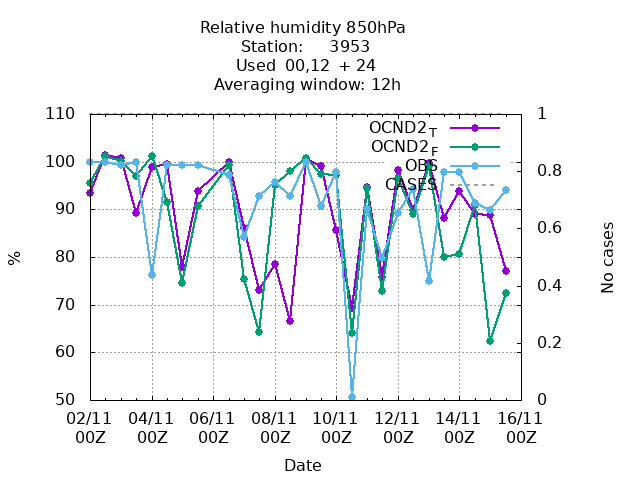 Relative humidity 850hPa
Station: 3953
Used 00,12 + 24
Averaging window: 12h
110 1
OCND2 T
OCND2 F
100 OBS 0.8
CASES
90 0.6
80
% No cases
70 0.4
60 0.2
50 0
02/11 04/11 06/11 08/11 10/11 12/11 14/11 16/11
00Z 00Z 00Z 00Z 00Z 00Z 00Z 00Z
Date